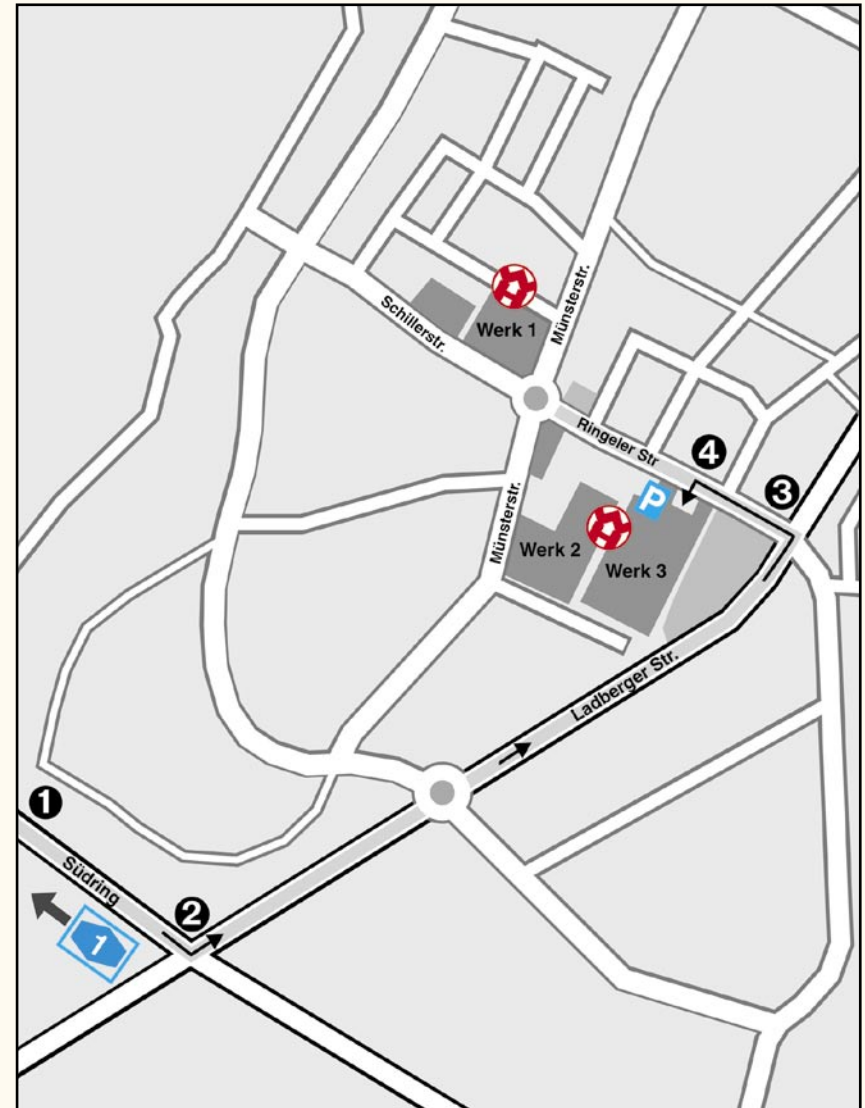 Werk 1
Schillerstr.
Münsterstr.
Ringeler Str
4
3
P
Münsterstr.
Werk 2
Werk 3
Ladberger Str.
1
Südring
2
1